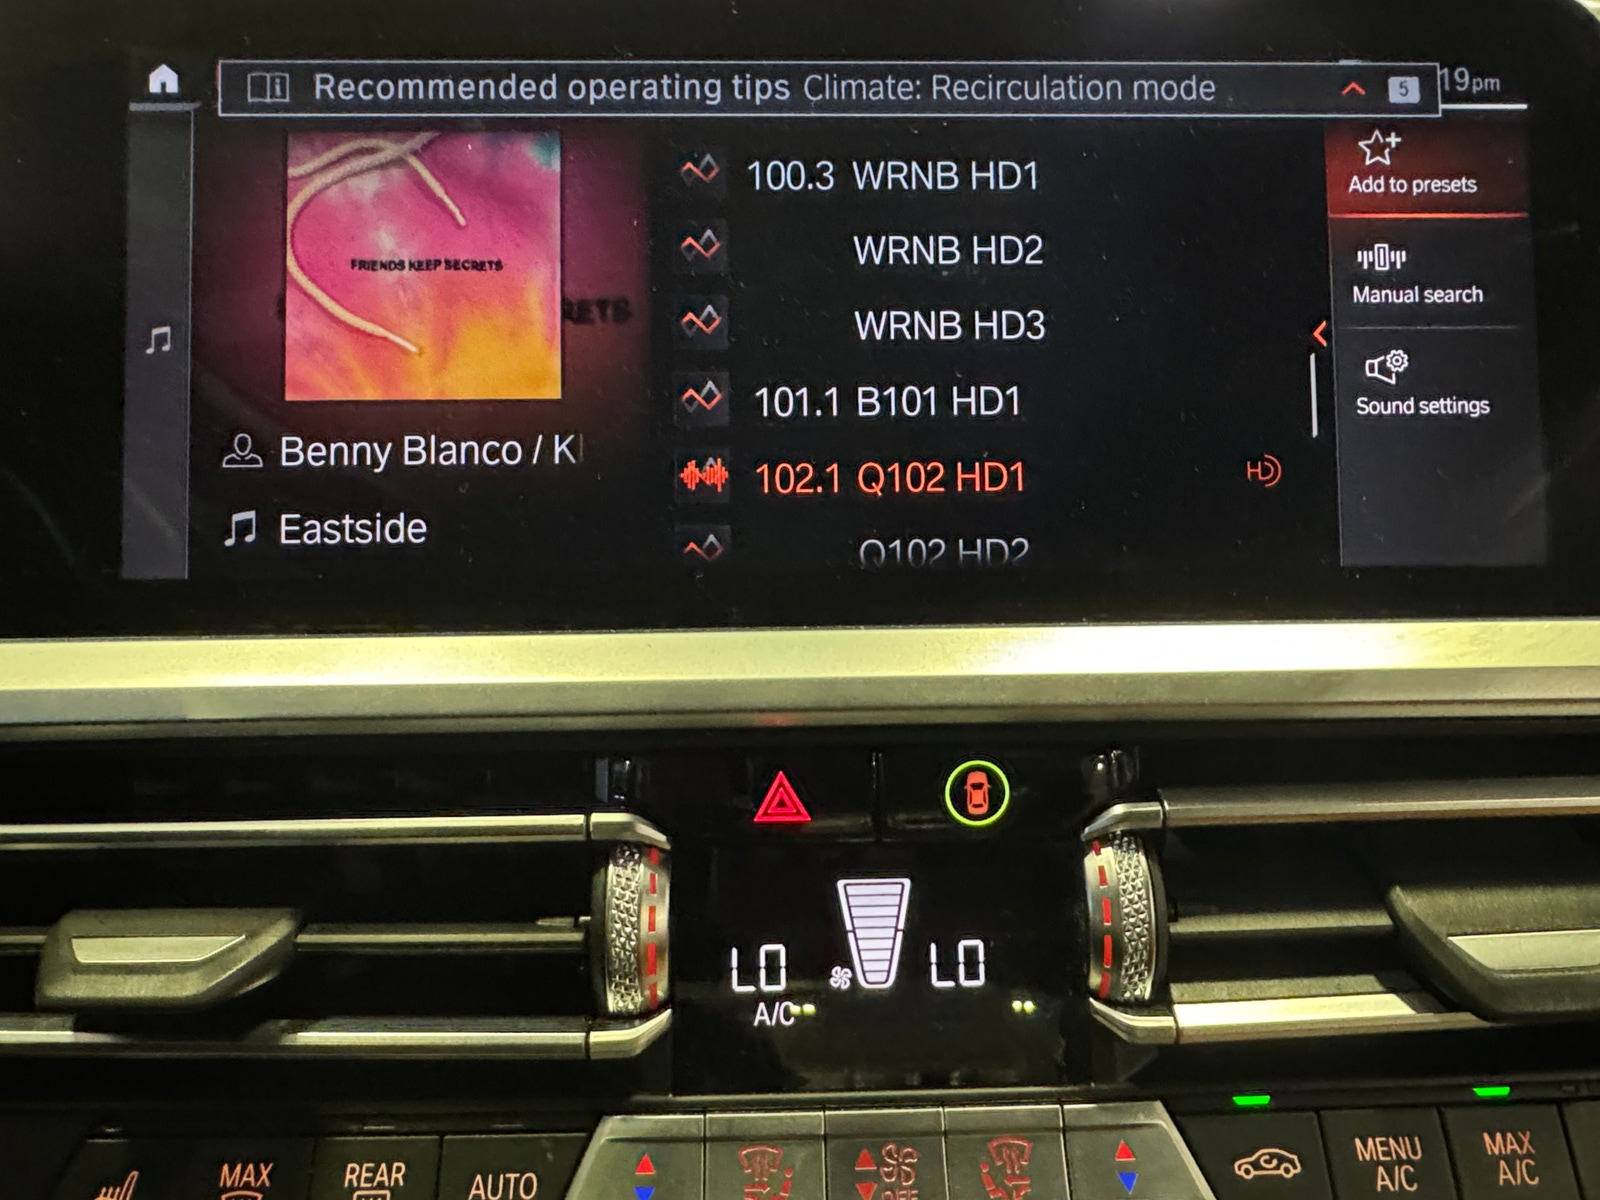 Recommended operating tips Climate: Recirculation mode
5
19pm
FRIENDS KEEP SECRETS
Benny Blanco / K
Eastside
100.3 WRNB HD1
WRNB HD2
WRNB HD3
101.1 B101 HD1
102.1 Q102 HD1
HD
Q102 HD2
Add to presets
Manual search
Sound settings
LO
LO
A/C
MAX
REAR
AUTO
OFF
MENU
A/C
MAX
A/C